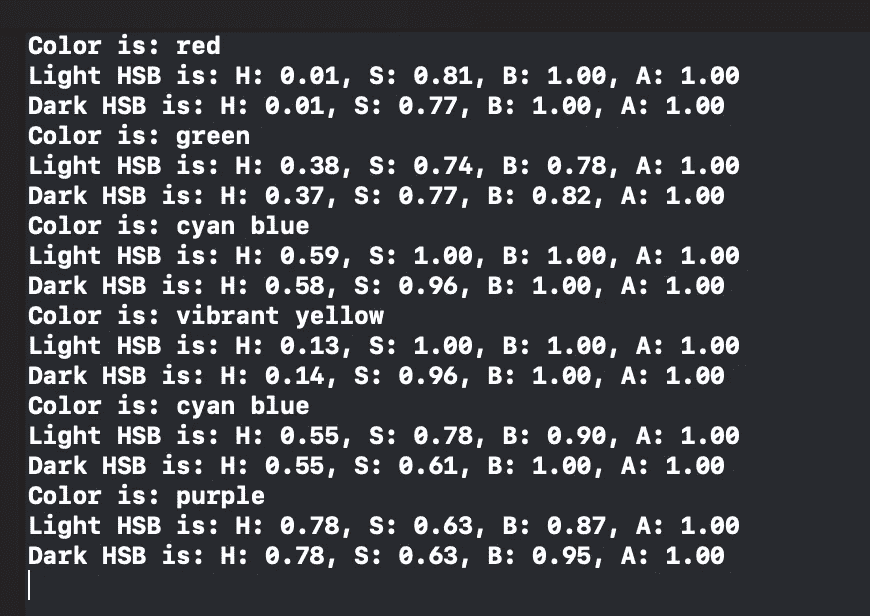 Color is: red
Light HSB is: H: 0.01, S: 0.81, B: 1.00, A: 1.00
Dark HSB is: H: 0.01, S: 0.77, B: 1.00, A: 1.00
Color is: green
Light HSB is: H: 0.38, S: 0.74, B: 0.78, A: 1.00
Dark HSB is: H: 0.37, S: 0.77, B: 0.82, A: 1.00
Color is: cyan blue
Light HSB is: H: 0.59, S: 1.00, B: 1.00, A: 1.00
Dark HSB is: H: 0.58, S: 0.96, B: 1.00, A: 1.00
Color is: vibrant yellow
Light HSB is: H: 0.13, S: 1.00, B: 1.00, A: 1.00
Dark HSB is: H: 0.14, S: 0.96, B: 1.00, A: 1.00
Color is: cyan blue
Light HSB is: H: 0.55, S: 0.78, B: 0.90, A: 1.00
Dark HSB is: H: 0.55, S: 0.61, B: 1.00, A: 1.00
Color is: purple
Light HSB is: H: 0.78, S: 0.63, B: 0.87, A: 1.00
Dark HSB is: H: 0.78, S: 0.63, B: 0.95, A: 1.00